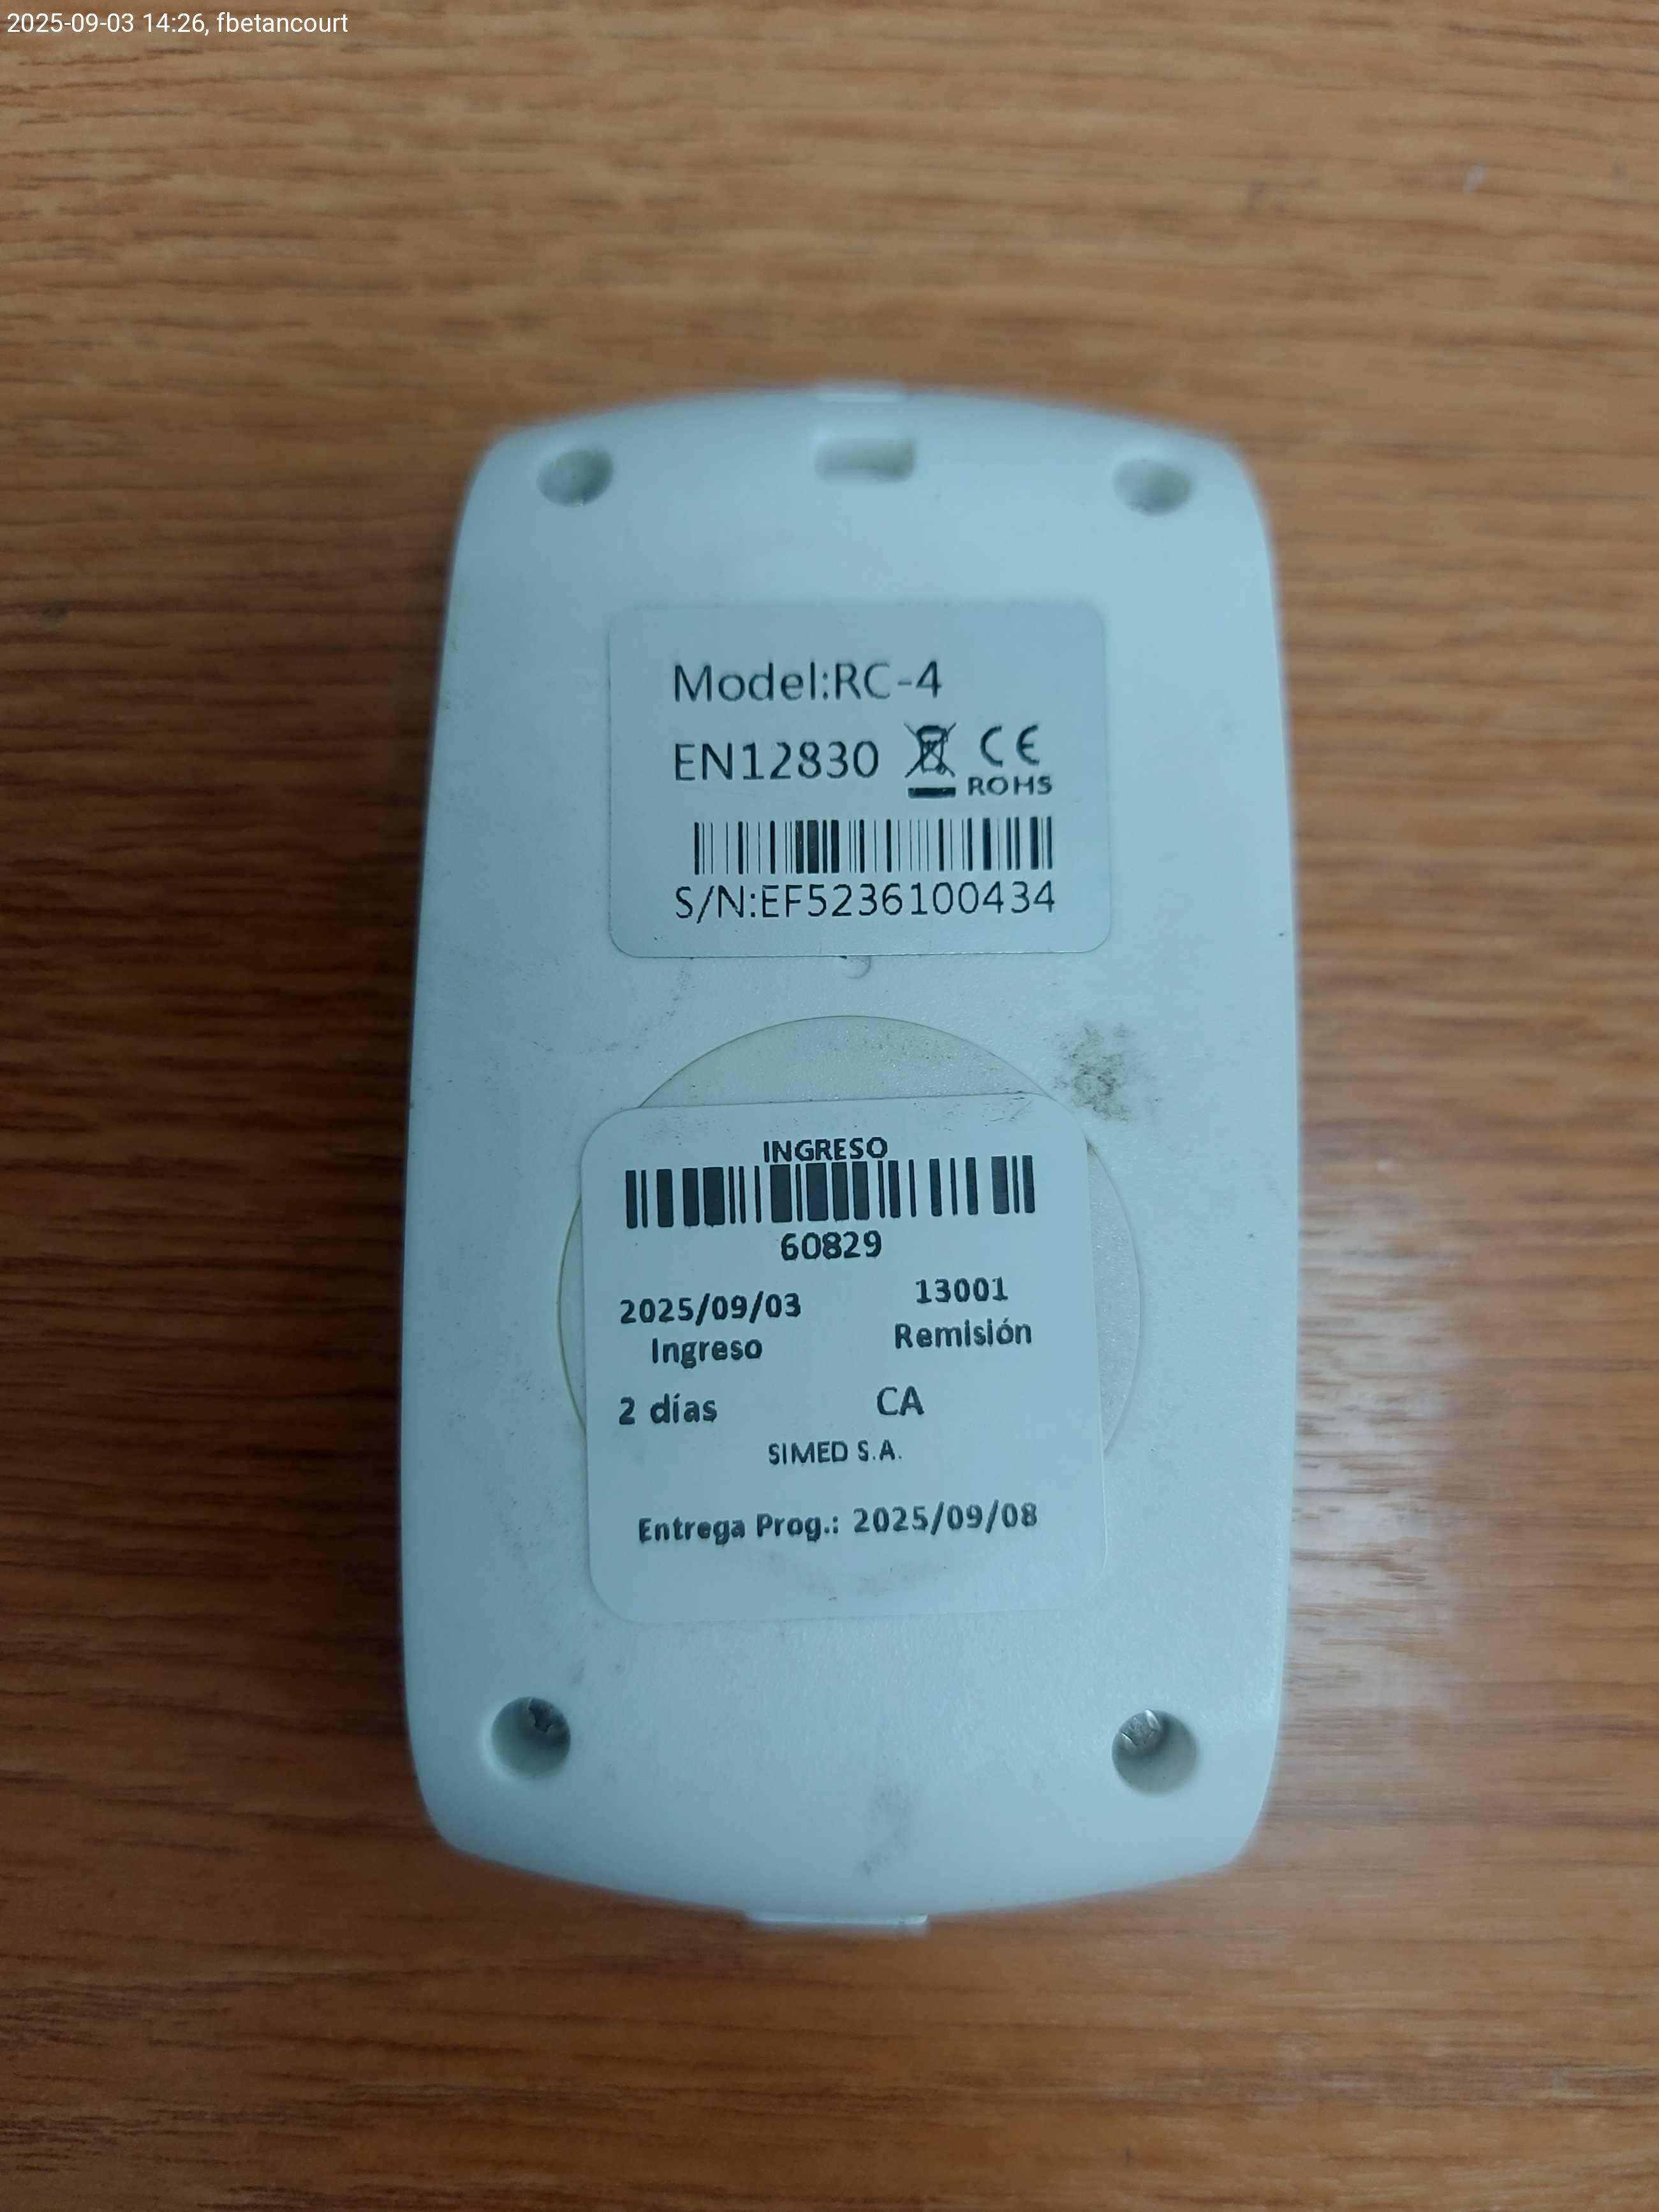 2025-09-03 14:26, fbetancourt
Model:RC-4
EN12830 CE
ROHS
S/N:EF5236100434
INGRESO
60829
2025/09/03 13001
Ingreso Remisión
2 días CA
SIMED S.A.
Entrega Prog.: 2025/09/08